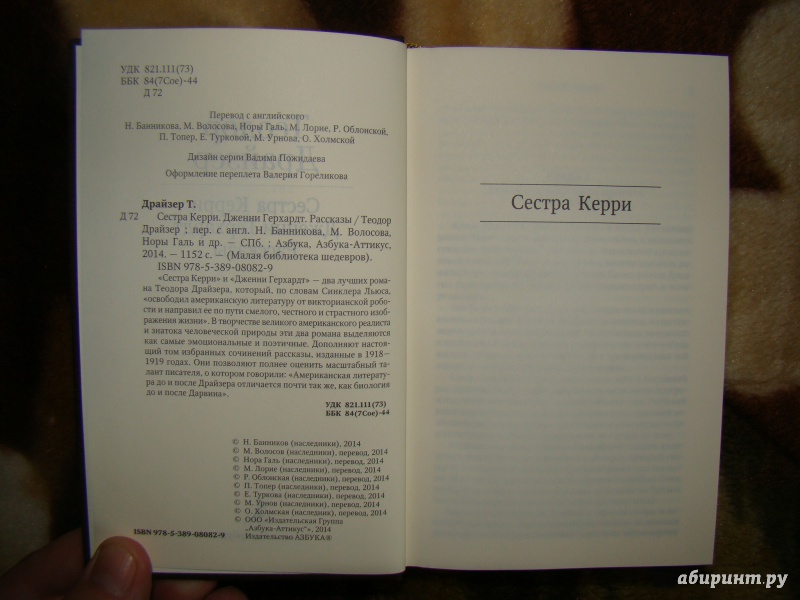 УДК 821.111(73)
ББК 84(7Сое)-44
Д 72
Перевод с английского
Н. Банникова, М. Волосова, Норы Галь, М. Лорие, Р. Облонской,
П. Топер, Е. Турковой, М. Урнова, О. Холмской
Дизайн серии Вадима Пожидаева
Оформление переплета Валерия Гореликова
Драйзер Т.
Д 72 Сестра Керри. Дженни Герхардт. Рассказы / Теодор
Драйзер ; пер. с англ. Н. Банникова, М. Волосова,
Норы Галь и др. — СПб. : Азбука, Азбука-Аттикус,
2014. — 1152 с. — (Малая библиотека шедевров).
ISBN 978-5-389-08082-9
«Сестра Керри» и «Дженни Герхардт» — два лучших рома-
на Теодора Драйзера, который, по словам Синклера Льюса,
«освободил американскую литературу от викторианской робо-
сти и направил ее по пути смелого, честного и страстного изо-
бражения жизни». В творчестве великого американского реалиста
и знатока человеческой природы эти два романа выделяются
как самые эмоциональные и поэтичные. Дополняют настоя-
щий том избранных сочинений рассказы, изданные в 1918—
1919 годах. Они позволяют полнее оценить масштабный та-
лант писателя, о котором говорили: «Американская литерату-
ра до и после Драйзера отличается почти так же, как биология
до и после Дарвина».
УДК 821.111(73)
ББК 84(7Сое)-44
© Н. Банников (наследники), 2014
© М. Волосов (наследники), перевод, 2014
© Нора Галь (наследники), перевод, 2014
© М. Лорие (наследники), перевод, 2014
© Р. Облонская (наследники), перевод, 2014
© П. Топер (наследники), перевод, 2014
© Е. Туркова (наследники), перевод, 2014
© М. Урнов (наследники), перевод, 2014
© О. Холмская (наследник), перевод, 2014
© ООО «Издательская Группа
„Азбука-Аттикус“», 2014
Издательство АЗБУКА®
ISBN 978-5-389-08082-9
Сестра Керри
абиринт.ру